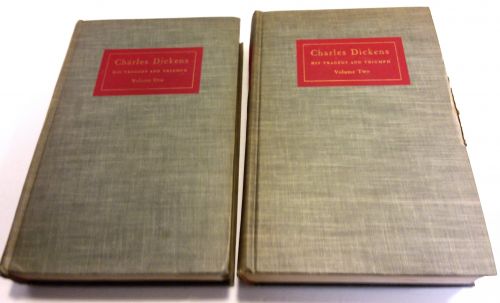 Charles Dickens
HIS TRAGEDY AND TRIUMPH
Volume One
Charles Dickens
HIS TRAGEDY AND TRIUMPH
Volume Two